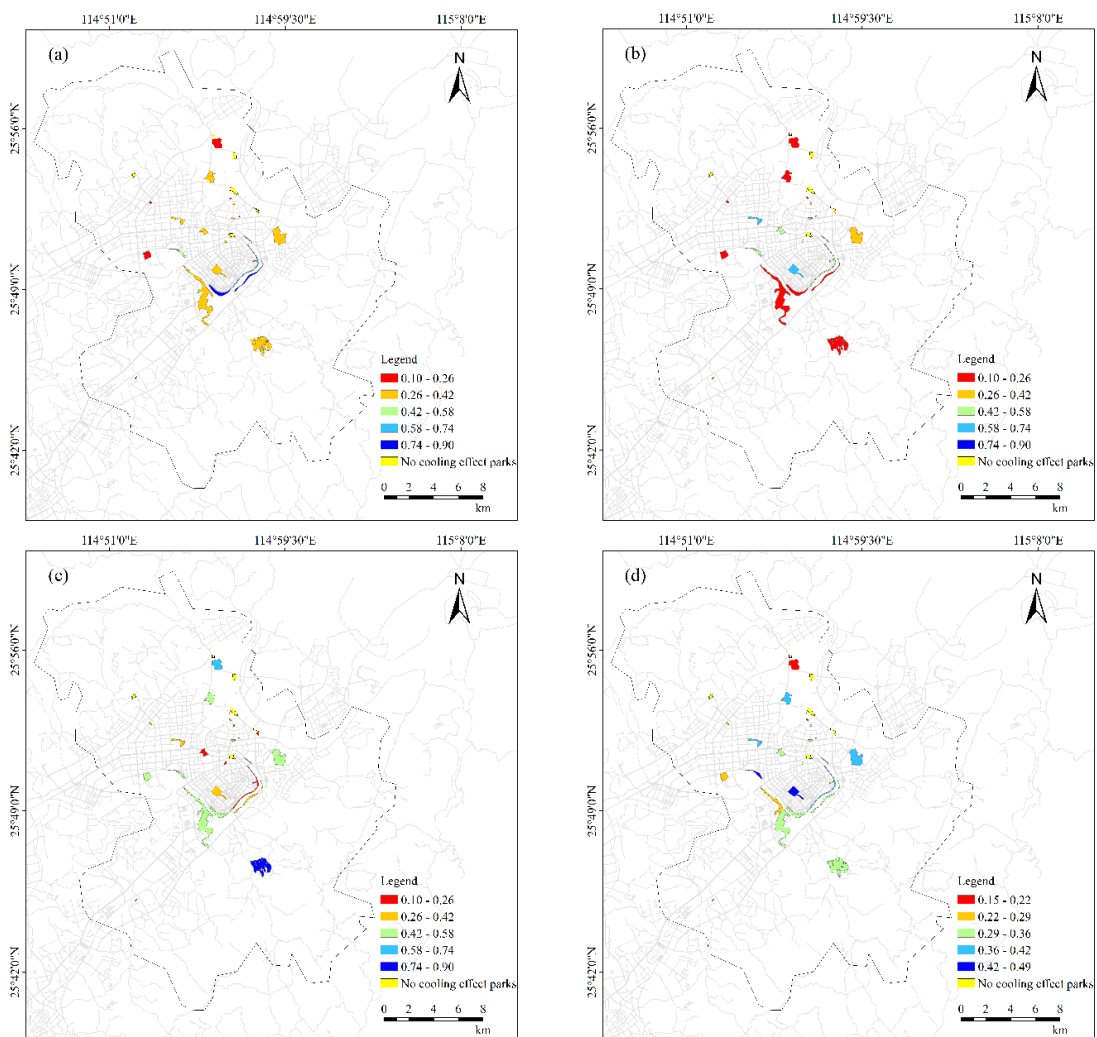 114°51'0"E 114°59'3.6"E 115°8'0"E
(a)
N
25°56'0"N
25°49'0"N
25°42'0"N
Legend
0.10 - 0.26
0.26 - 0.42
0.42 - 0.58
0.58 - 0.74
0.74 - 0.90
No cooling effect parks
0 2 4 6 8
km
114°51'0"E 114°59'3.6"E 115°8'0"E
(b)
N
25°56'0"N
25°49'0"N
25°42'0"N
Legend
0.10 - 0.26
0.26 - 0.42
0.42 - 0.58
0.58 - 0.74
0.74 - 0.90
No cooling effect parks
0 2 4 6 8
km
114°51'0"E 114°59'3.6"E 115°8'0"E
(c)
N
25°56'0"N
25°49'0"N
25°42'0"N
Legend
0.10 - 0.26
0.26 - 0.42
0.42 - 0.58
0.58 - 0.74
0.74 - 0.90
No cooling effect parks
0 2 4 6 8
km
114°51'0"E 114°59'3.6"E 115°8'0"E
(d)
N
25°56'0"N
25°49'0"N
25°42'0"N
Legend
0.15 - 0.22
0.22 - 0.29
0.29 - 0.36
0.36 - 0.42
0.42 - 0.49
No cooling effect parks
0 2 4 6 8
km